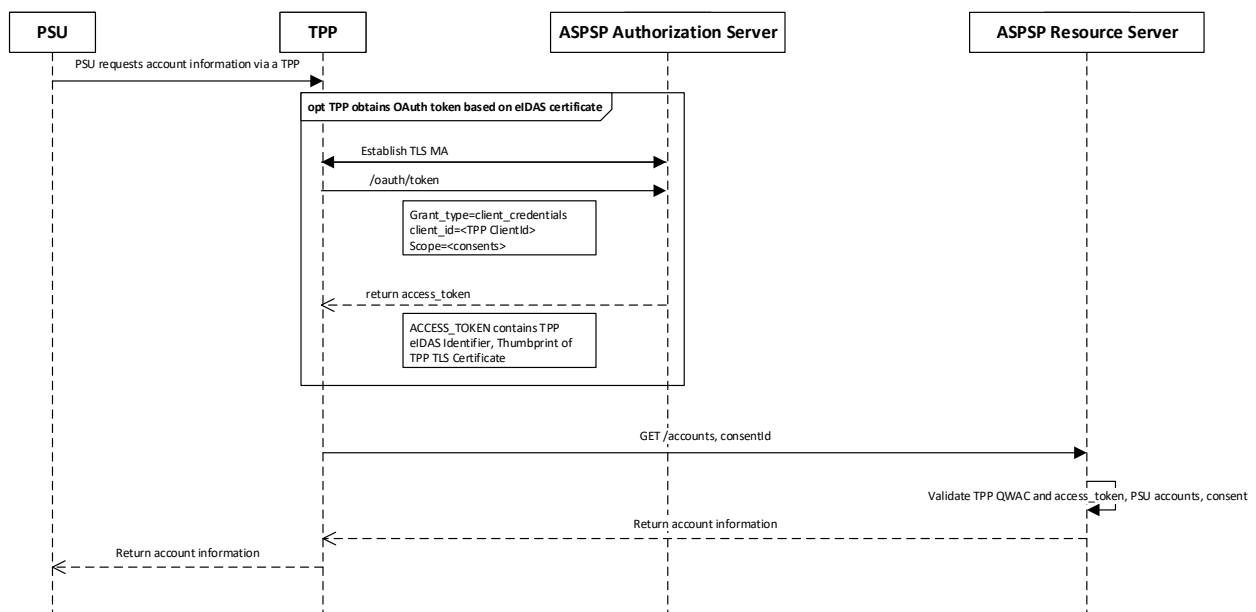 PSU
TPP
ASPSP Authorization Server
ASPSP Resource Server
PSU requests account information via a TPP
opt TPP obtains OAuth token based on eIDAS certificate
Establish TLS MA
/oauth/token
Grant_type=client_credentials
client_id=<TPP ClientId>
Scope=<consents>
return access_token
ACCESS_TOKEN contains TPP
eIDAS Identifier, Thumbprint of
TPP TLS Certificate
GET /accounts, consentId
Validate TPP QWAC and access_token, PSU accounts, consent
Return account information
Return account information